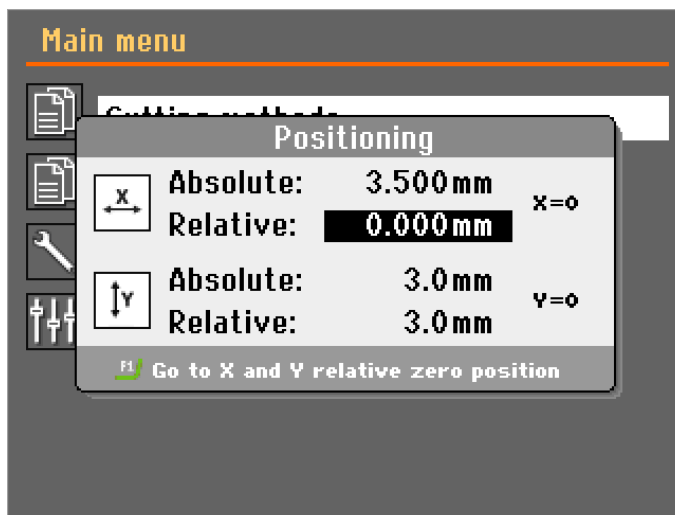 Main menu
Positioning
X
Absolute: 3.500mm
Relative: 0.000mm
X=0
Y
Absolute: 3.0mm
Relative: 3.0mm
Y=0
F1 Go to X and Y relative zero position